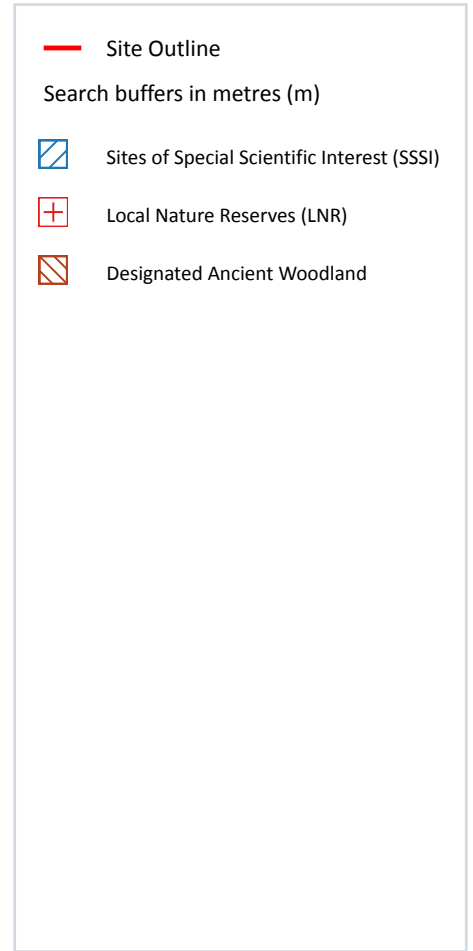 Site Outline
Search buffers in metres (m)
Sites of Special Scientific Interest (SSSI)
Local Nature Reserves (LNR)
Designated Ancient Woodland